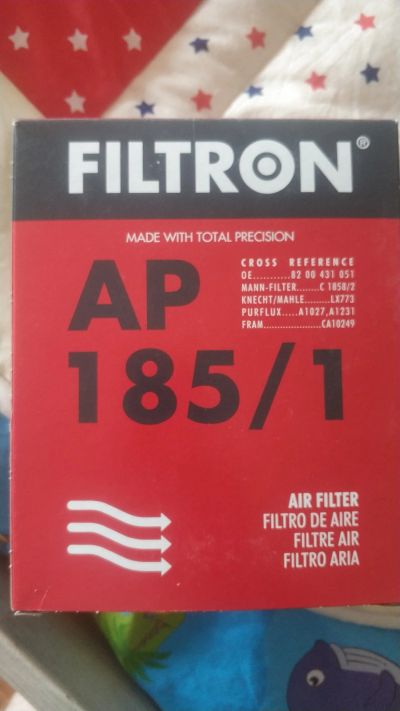 FILTRON®
MADE WITH TOTAL PRECISION
AP
185/1
CROSS REFERENCE
OE...........82 00 431 051
MANN-FILTER.......C 1858/2
KNECHT/MAHLE.........LX773
PURFLUX.....A1027,A1231
FRAM.....................CA10249
AIR FILTER
FILTRO DE AIRE
FILTRE AIR
FILTRO ARIA